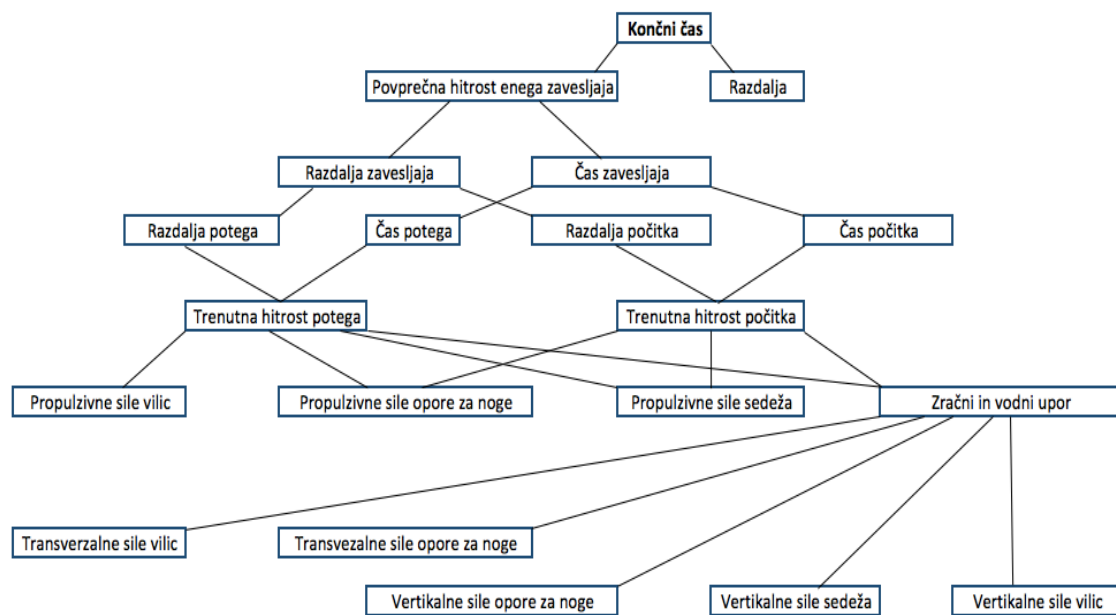 Končni čas
Povprečna hitrost enega zavesljaja
Razdalja
Razdalja zavesljaja
Čas zavesljaja
Razdalja potega
Čas potega
Razdalja počitka
Čas počitka
Trenutna hitrost potega
Trenutna hitrost počitka
Propulzivne sile vilic
Propulzivne sile opore za noge
Propulzivne sile sedeža
Zračni in vodni upor
Transverzalne sile vilic
Transvezalne sile opore za noge
Vertikalne sile opore za noge
Vertikalne sile sedeža
Vertikalne sile vilic